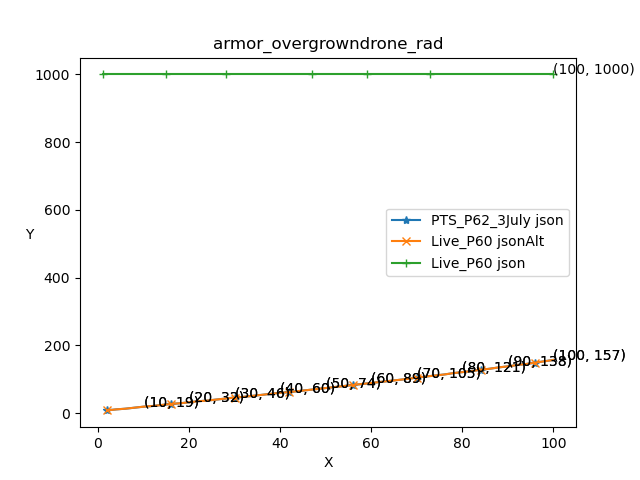 armor_overgrowndrone_rad
(100, 1000)
1000
800
600
400
200
0
Y
PTS_P62_3July json
Live_P60 jsonAlt
Live_P60 json
(10, 19)
(20, 32)
(30, 46)
(40, 60)
(50, 74)
(60, 89)
(70, 105)
(80, 121)
(90, 138)
(100, 157)
0 20 40 60 80 100
X